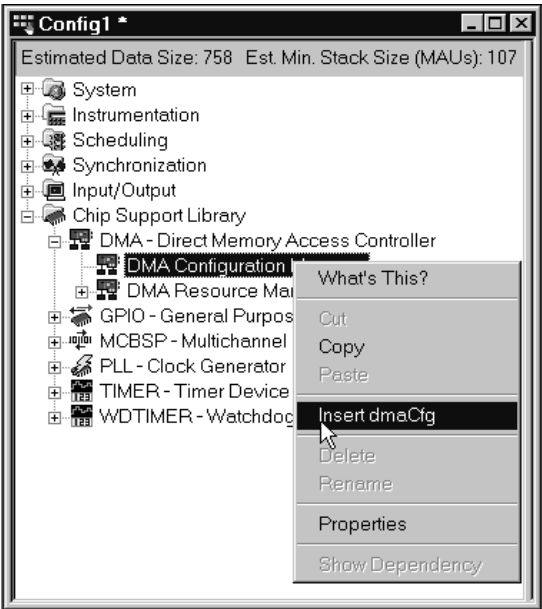 Config1 *
Estimated Data Size: 758 Est. Min. Stack Size (MAUs): 107
System
Instrumentation
Scheduling
Synchronization
Input/Output
Chip Support Library
DMA - Direct Memory Access Controller
DMA Configuration
DMA Resource Ma
GPIO - General Purpos
MCBSP - Multichannel
PLL - Clock Generator
TIMER - Timer Device
WDTIMER - Watchdog
What's This?
Cut
Copy
Paste
Insert dmaCfg
Delete
Rename
Properties
Show Dependency